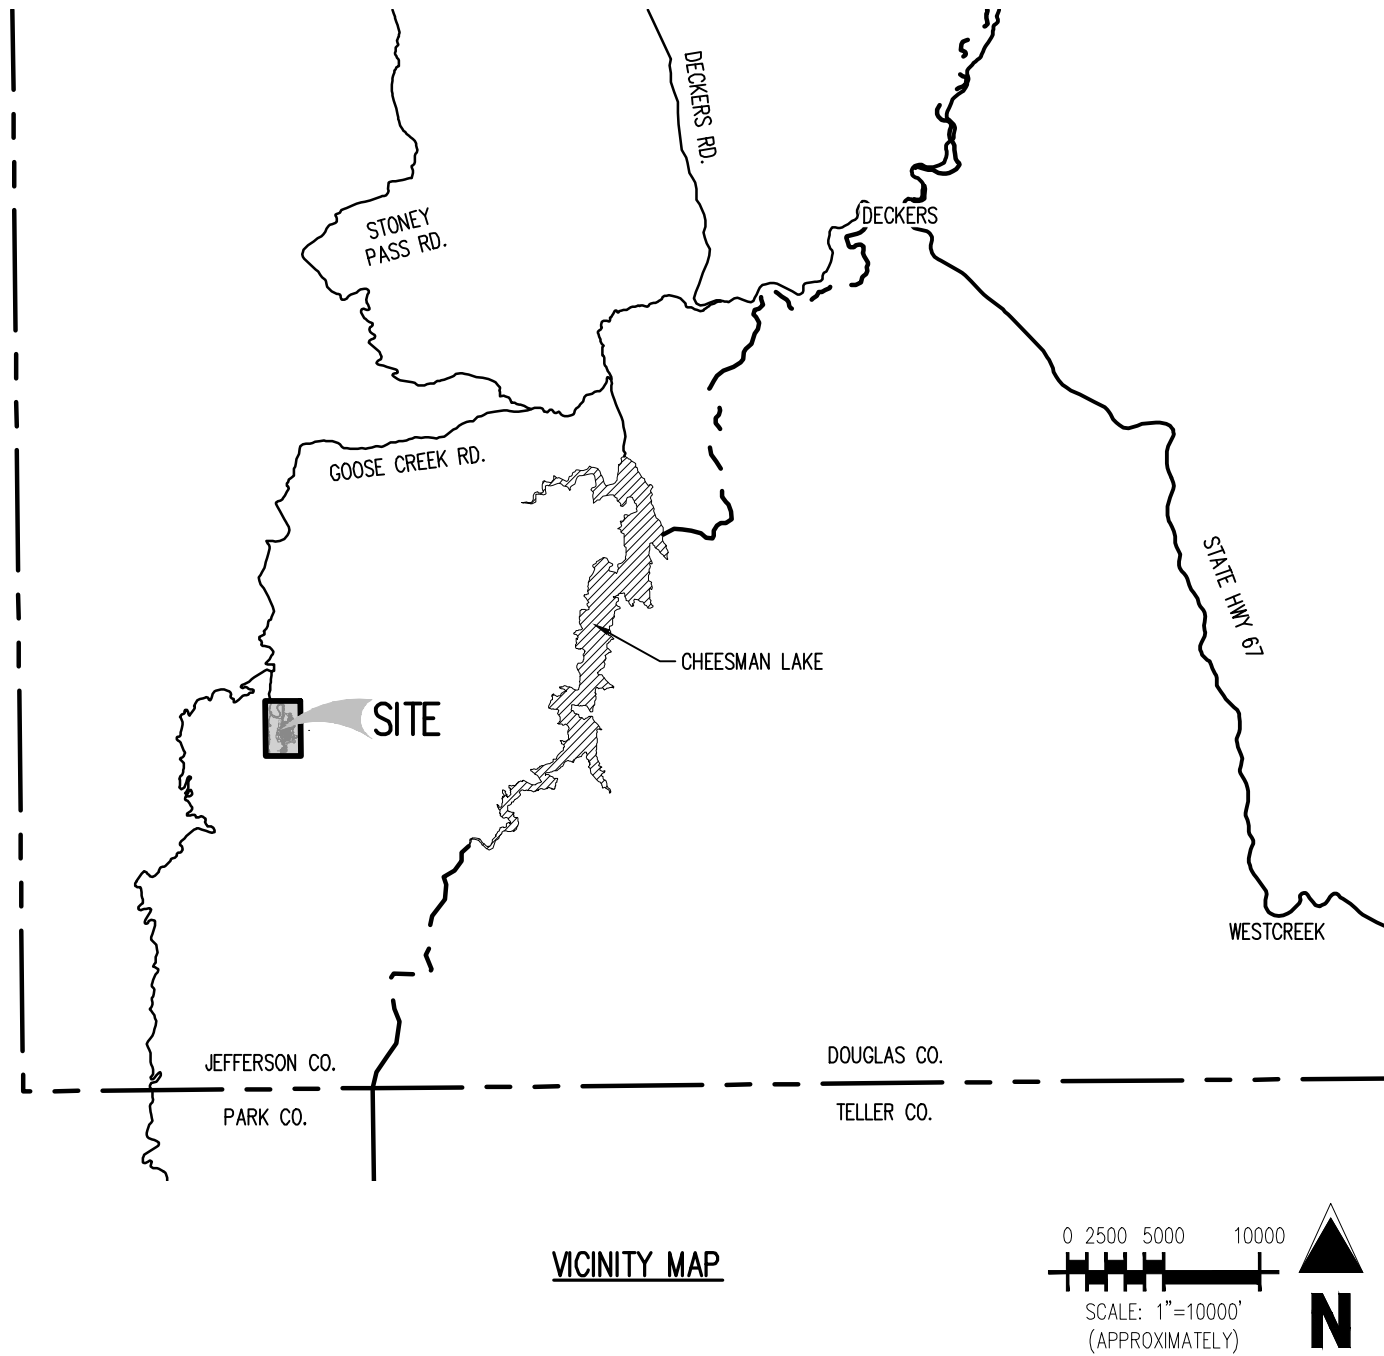 DECKERS RD.
STONEY
PASS RD.
DECKERS
GOOSE CREEK RD.
STATE HWY 67
CHEESMAN LAKE
SITE
WESTCREEK
JEFFERSON CO.
DOUGLAS CO.
PARK CO.
TELLER CO.
VICINITY MAP
0 2500 5000 10000
SCALE: 1"=10000'
(APPROXIMATELY)
N